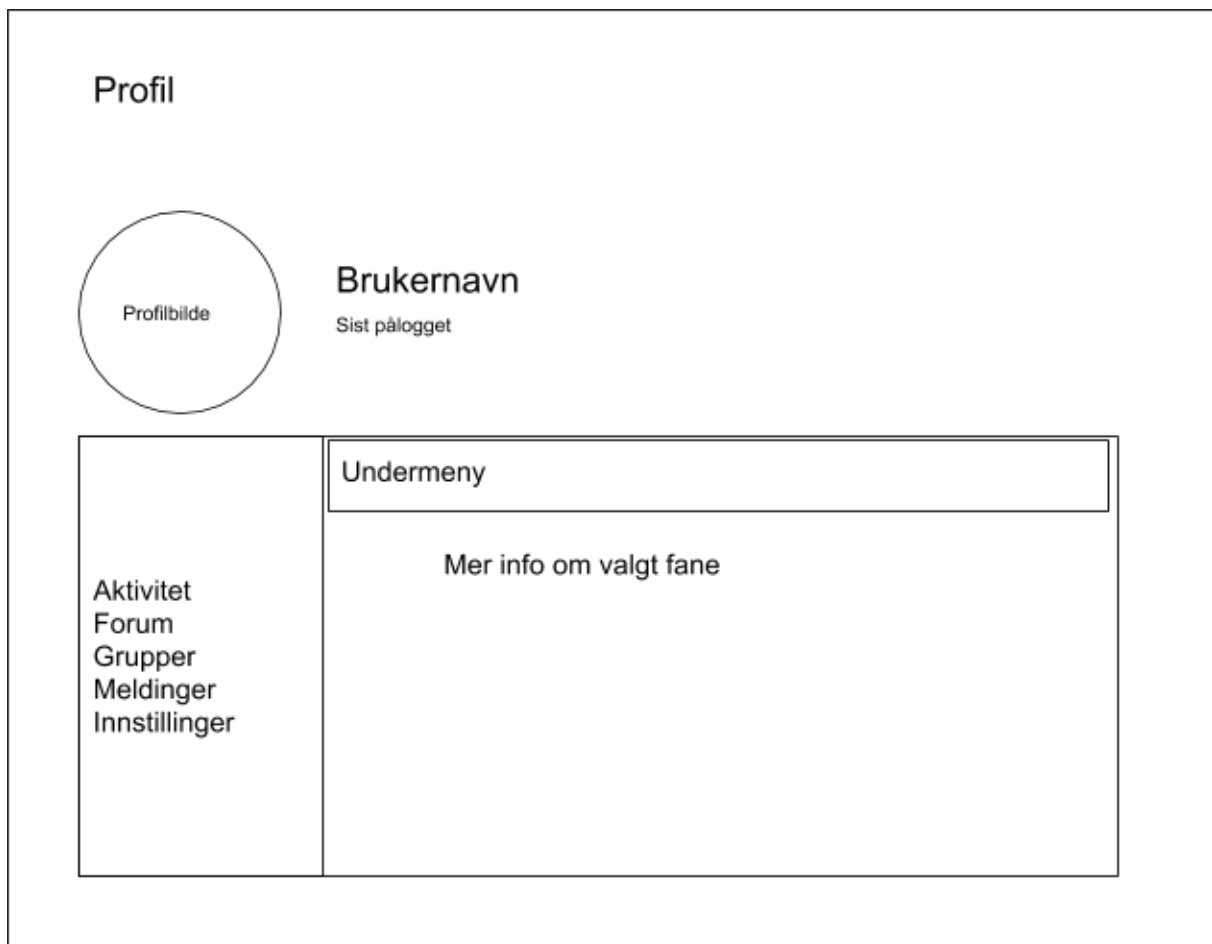 Profil
Profilbilde
Brukernavn
Sist pålogget
Undermeny
Mer info om valgt fane
Aktivitet
Forum
Grupper
Meldinger
Innstillinger